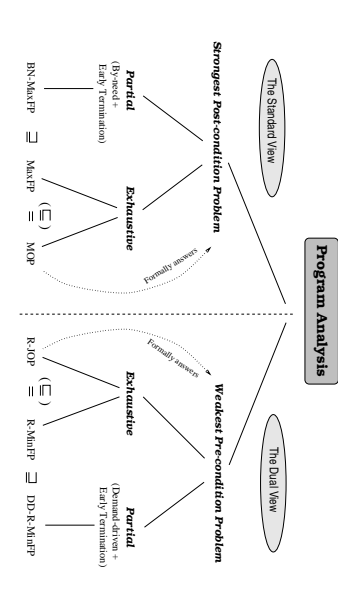 Program Analysis
The Standard View
The Dual View
Strongest Post-condition Problem
Weakest Pre-condition Problem
Formally answers
Formally answers
Partial
(By-need +
Early Termination)
Exhaustive
Exhaustive
Partial
(Demand-driven +
Early Termination)
BN-MaxFP ⊒ MaxFP (⊑) = MOP
R-JOP (⊑) = R-MinFP ⊒ DD-R-MinFP